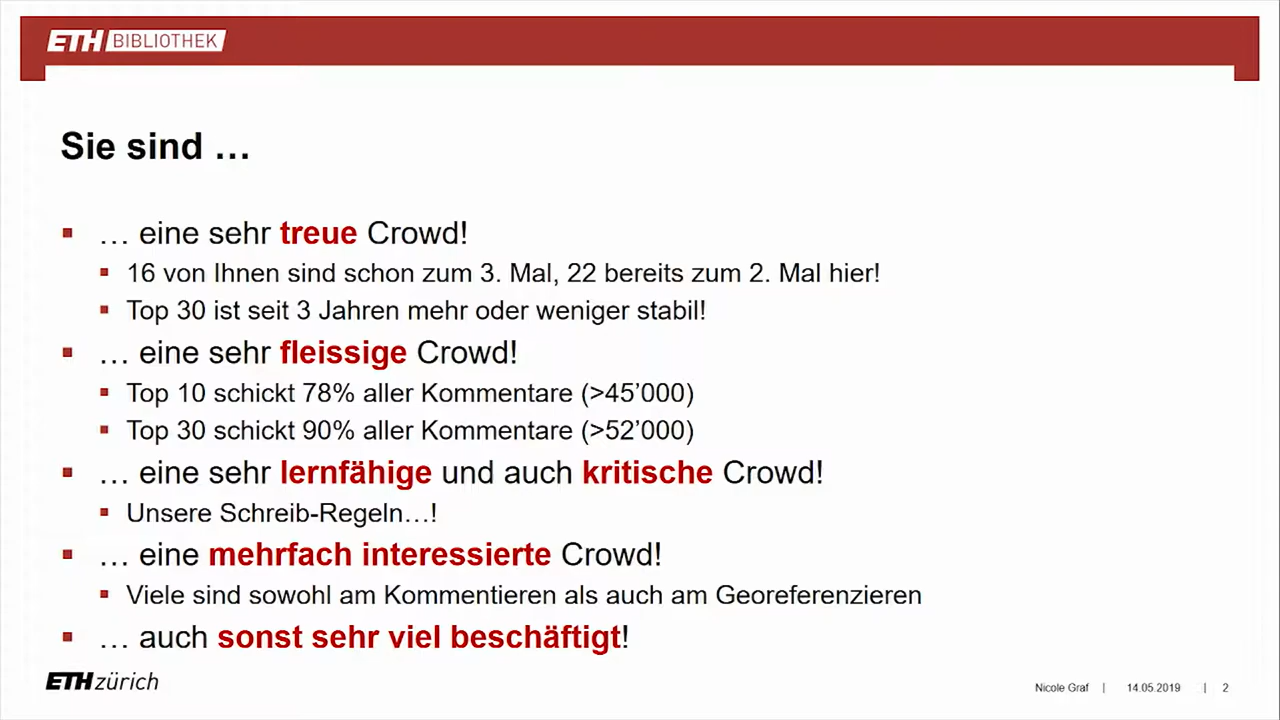 ETH BIBLIOTHEK
Sie sind …
… eine sehr treue Crowd!
16 von Ihnen sind schon zum 3. Mal, 22 bereits zum 2. Mal hier!
Top 30 ist seit 3 Jahren mehr oder weniger stabil!
… eine sehr fleissige Crowd!
Top 10 schickt 78% aller Kommentare (>45’000)
Top 30 schickt 90% aller Kommentare (>52’000)
… eine sehr lernfähige und auch kritische Crowd!
Unsere Schreib-Regeln…!
… eine mehrfach interessierte Crowd!
Viele sind sowohl am Kommentieren als auch am Georeferenzieren
… auch sonst sehr viel beschäftigt!
ETH zürich
Nicole Graf | 14.05.2019 | 2